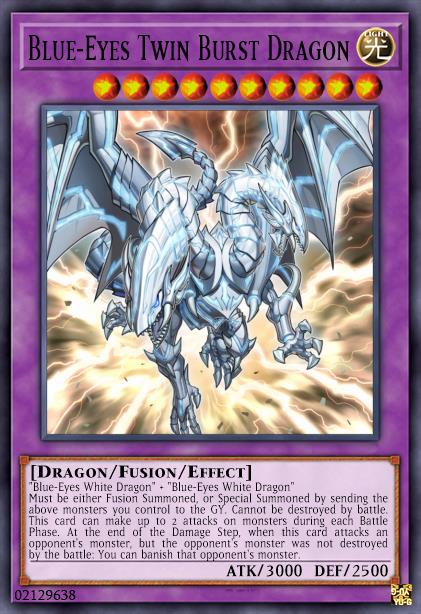 Blue-Eyes Twin Burst Dragon
LIGHT
光
[Dragon/Fusion/Effect]
"Blue-Eyes White Dragon" + "Blue-Eyes White Dragon"
Must be either Fusion Summoned, or Special Summoned by sending the
above monsters you control to the GY. Cannot be destroyed by battle.
This card can make up to 2 attacks on monsters during each Battle
Phase. At the end of the Damage Step, when this card attacks an
opponent's monster, but the opponent's monster was not destroyed
by the battle: You can banish that opponent's monster.
ATK/3000 DEF/2500
02129638